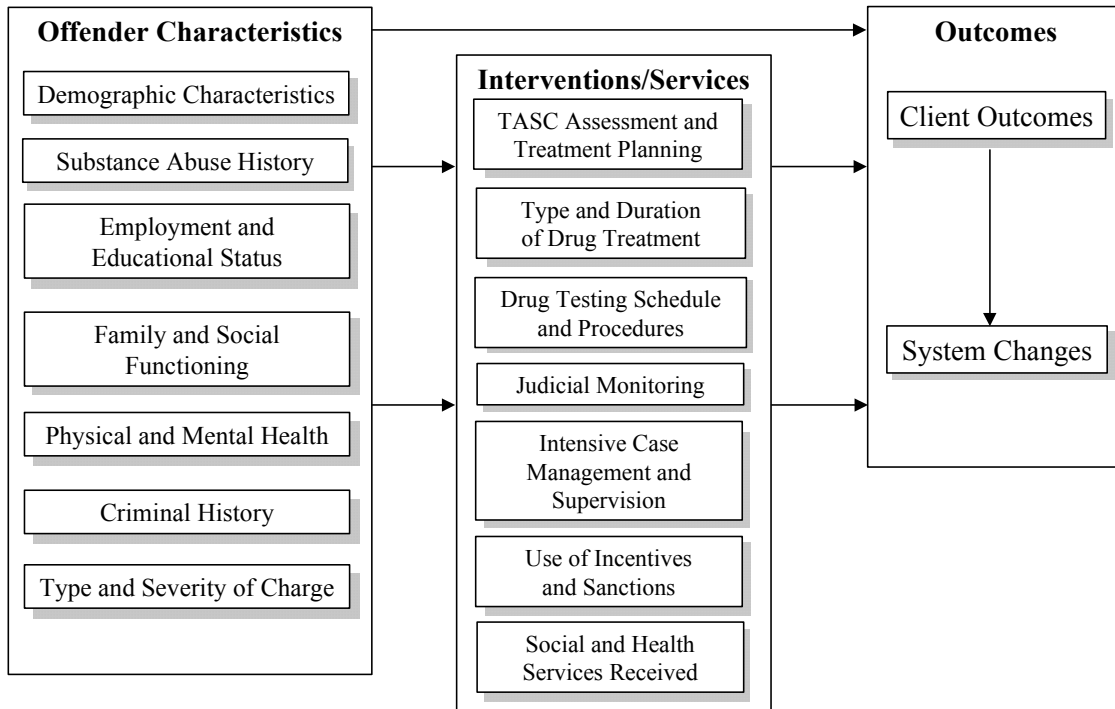 Offender Characteristics
Demographic Characteristics
Substance Abuse History
Employment and
Educational Status
Family and Social
Functioning
Physical and Mental Health
Criminal History
Type and Severity of Charge
Interventions/Services
TASC Assessment and
Treatment Planning
Type and Duration
of Drug Treatment
Drug Testing Schedule
and Procedures
Judicial Monitoring
Intensive Case
Management and
Supervision
Use of Incentives
and Sanctions
Social and Health
Services Received
Outcomes
Client Outcomes
System Changes